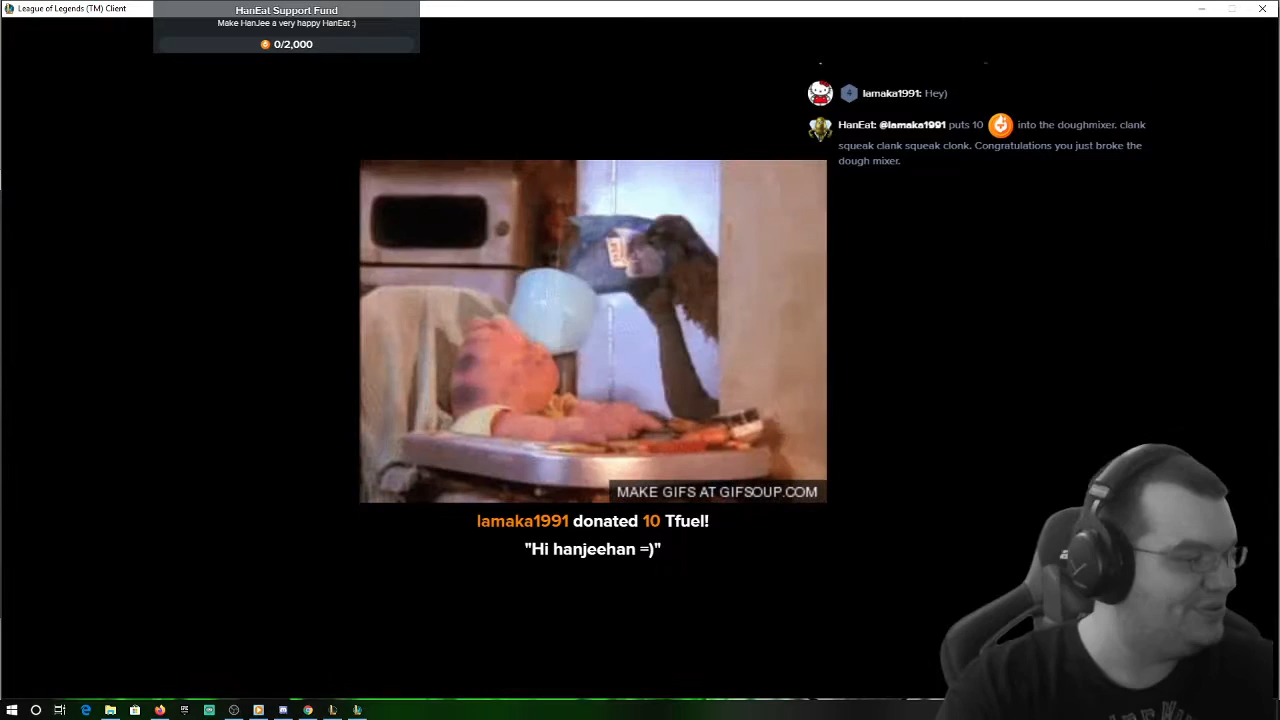 League of Legends (TM) Client
HanEat Support Fund
Make HanJee a very happy HanEat :)
0/2,000
4
lamaka1991: Hey)
HanEat: @lamaka1991 puts 10 into the doughmixer. clank
squeak clank squeak clonk. Congratulations you just broke the
dough mixer.
MAKE GIFS AT GIFSOUP.COM
lamaka1991 donated 10 Tfuel!
"Hi hanjeehan =)"